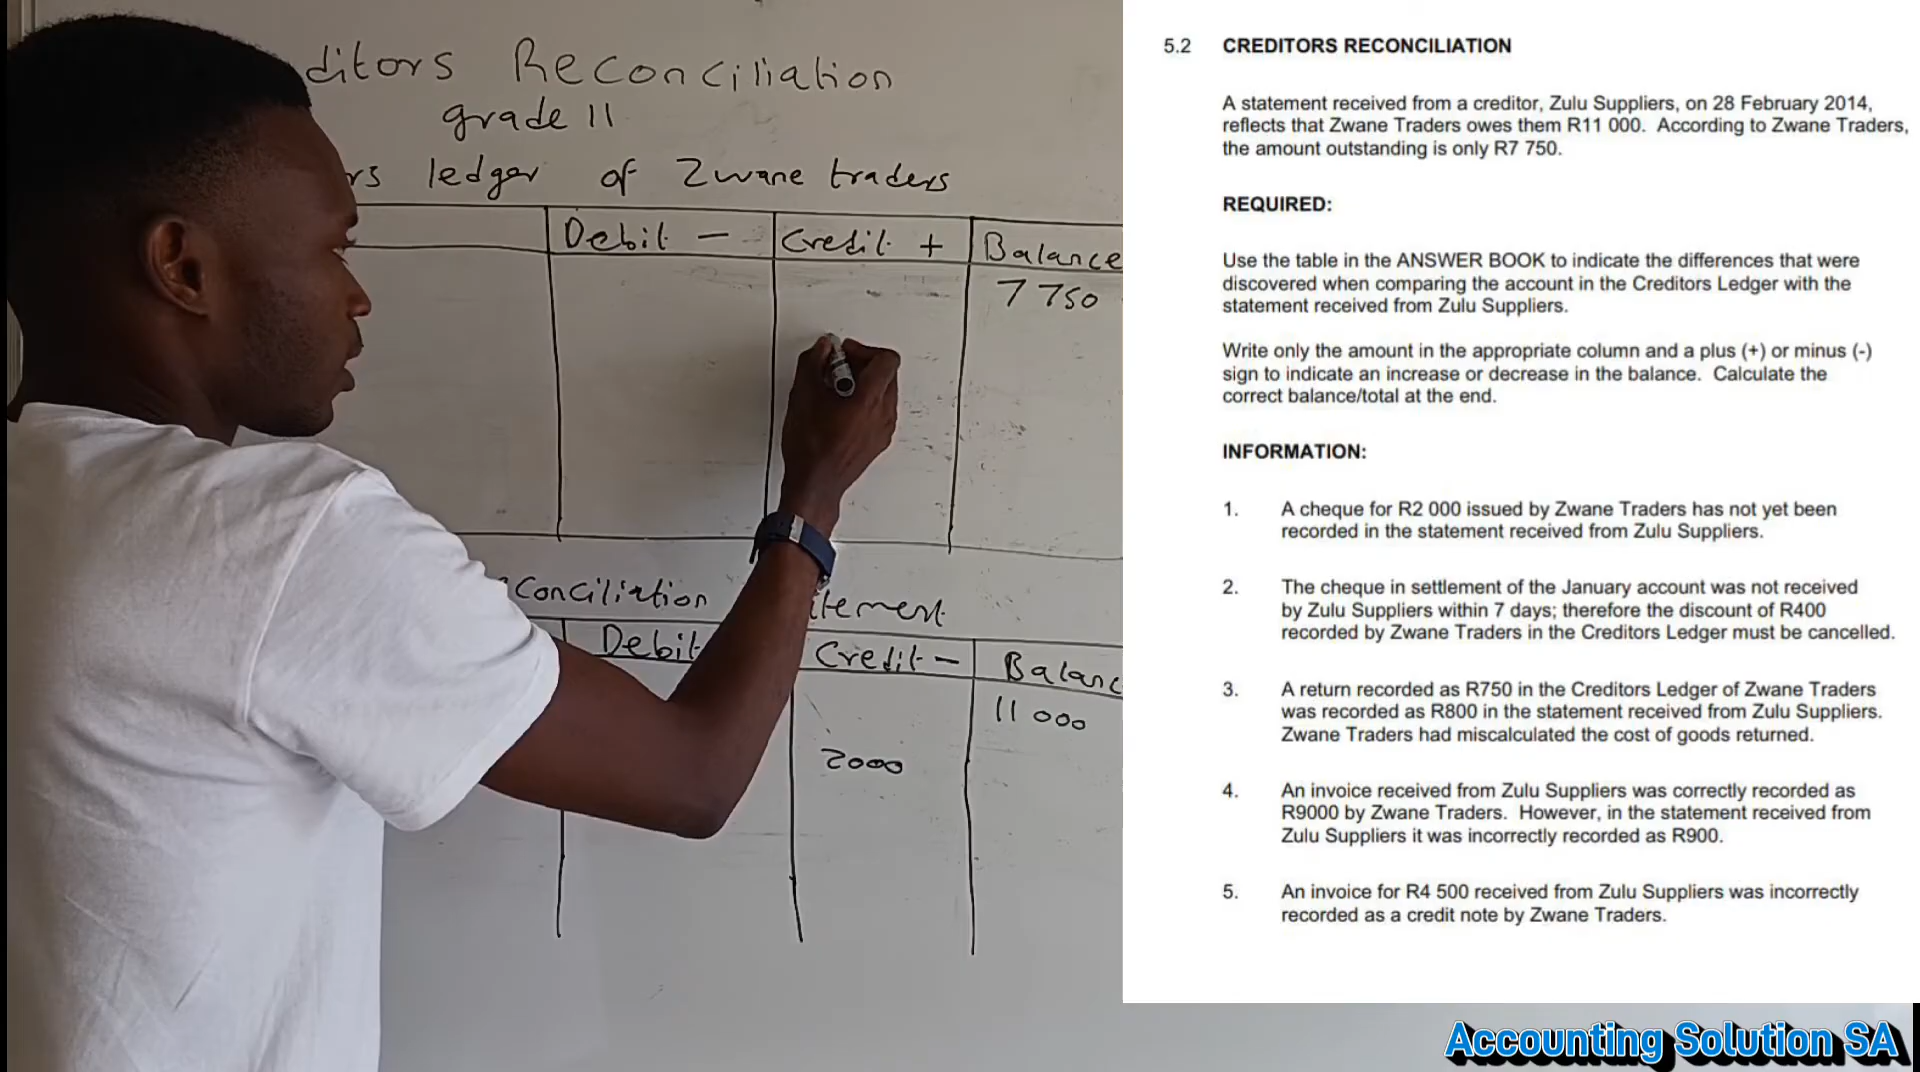 ditors Reconciliation
grade 11
rs ledger of Zwane traders
Debit - Credit + Balance
7 750
conciliation tement
Debit Credit - Balanc
11 000
2000
5.2 CREDITORS RECONCILIATION
A statement received from a creditor, Zulu Suppliers, on 28 February 2014,
reflects that Zwane Traders owes them R11 000. According to Zwane Traders,
the amount outstanding is only R7 750.
REQUIRED:
Use the table in the ANSWER BOOK to indicate the differences that were
discovered when comparing the account in the Creditors Ledger with the
statement received from Zulu Suppliers.
Write only the amount in the appropriate column and a plus (+) or minus (-)
sign to indicate an increase or decrease in the balance. Calculate the
correct balance/total at the end.
INFORMATION:
1. A cheque for R2 000 issued by Zwane Traders has not yet been
recorded in the statement received from Zulu Suppliers.
2. The cheque in settlement of the January account was not received
by Zulu Suppliers within 7 days; therefore the discount of R400
recorded by Zwane Traders in the Creditors Ledger must be cancelled.
3. A return recorded as R750 in the Creditors Ledger of Zwane Traders
was recorded as R800 in the statement received from Zulu Suppliers.
Zwane Traders had miscalculated the cost of goods returned.
4. An invoice received from Zulu Suppliers was correctly recorded as
R9000 by Zwane Traders. However, in the statement received from
Zulu Suppliers it was incorrectly recorded as R900.
5. An invoice for R4 500 received from Zulu Suppliers was incorrectly
recorded as a credit note by Zwane Traders.
Accounting Solution SA